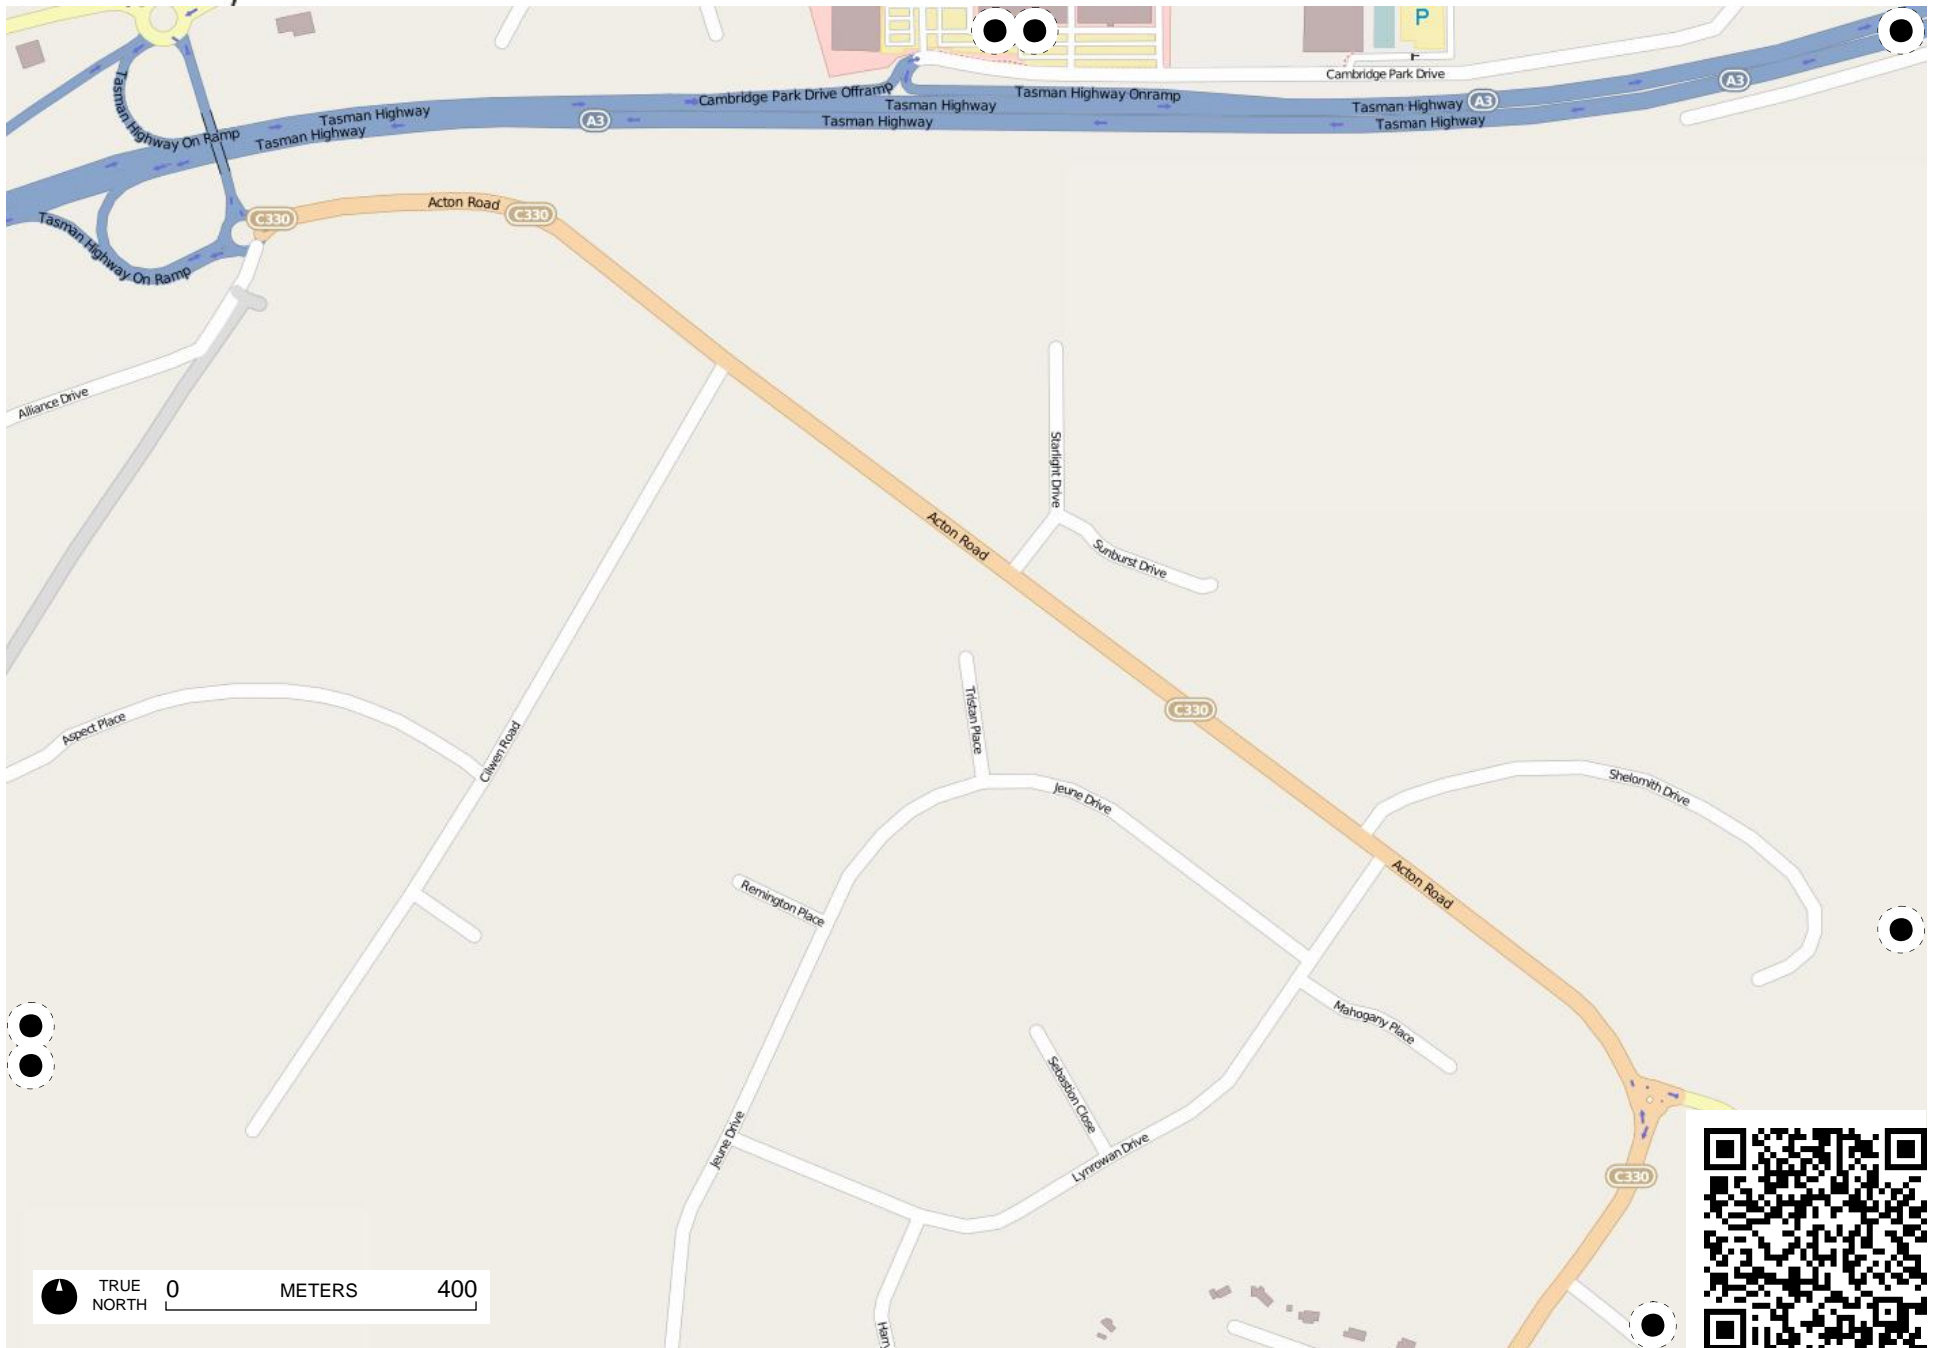 P
Cambridge Park Drive
A3
Cambridge Park Drive Offramp
Tasman Highway Onramp
Tasman Highway
Tasman Highway
A3
Tasman Highway
A3
Tasman Highway
Tasman Highway
Tasman Highway
Tasman Highway On Ramp
Tasman Highway
Acton Road
C330
C330
Tasman Highway On Ramp
Alliance Drive
Starlight Drive
Acton Road
Sunburst Drive
Tristan Place
C330
Aspect Place
Cilwen Road
Jeune Drive
Shelomith Drive
Acton Road
Remington Place
Mahogany Place
Sebastion Close
Jeune Drive
Lynrowan Drive
C330
TRUE
NORTH
0 METERS 400